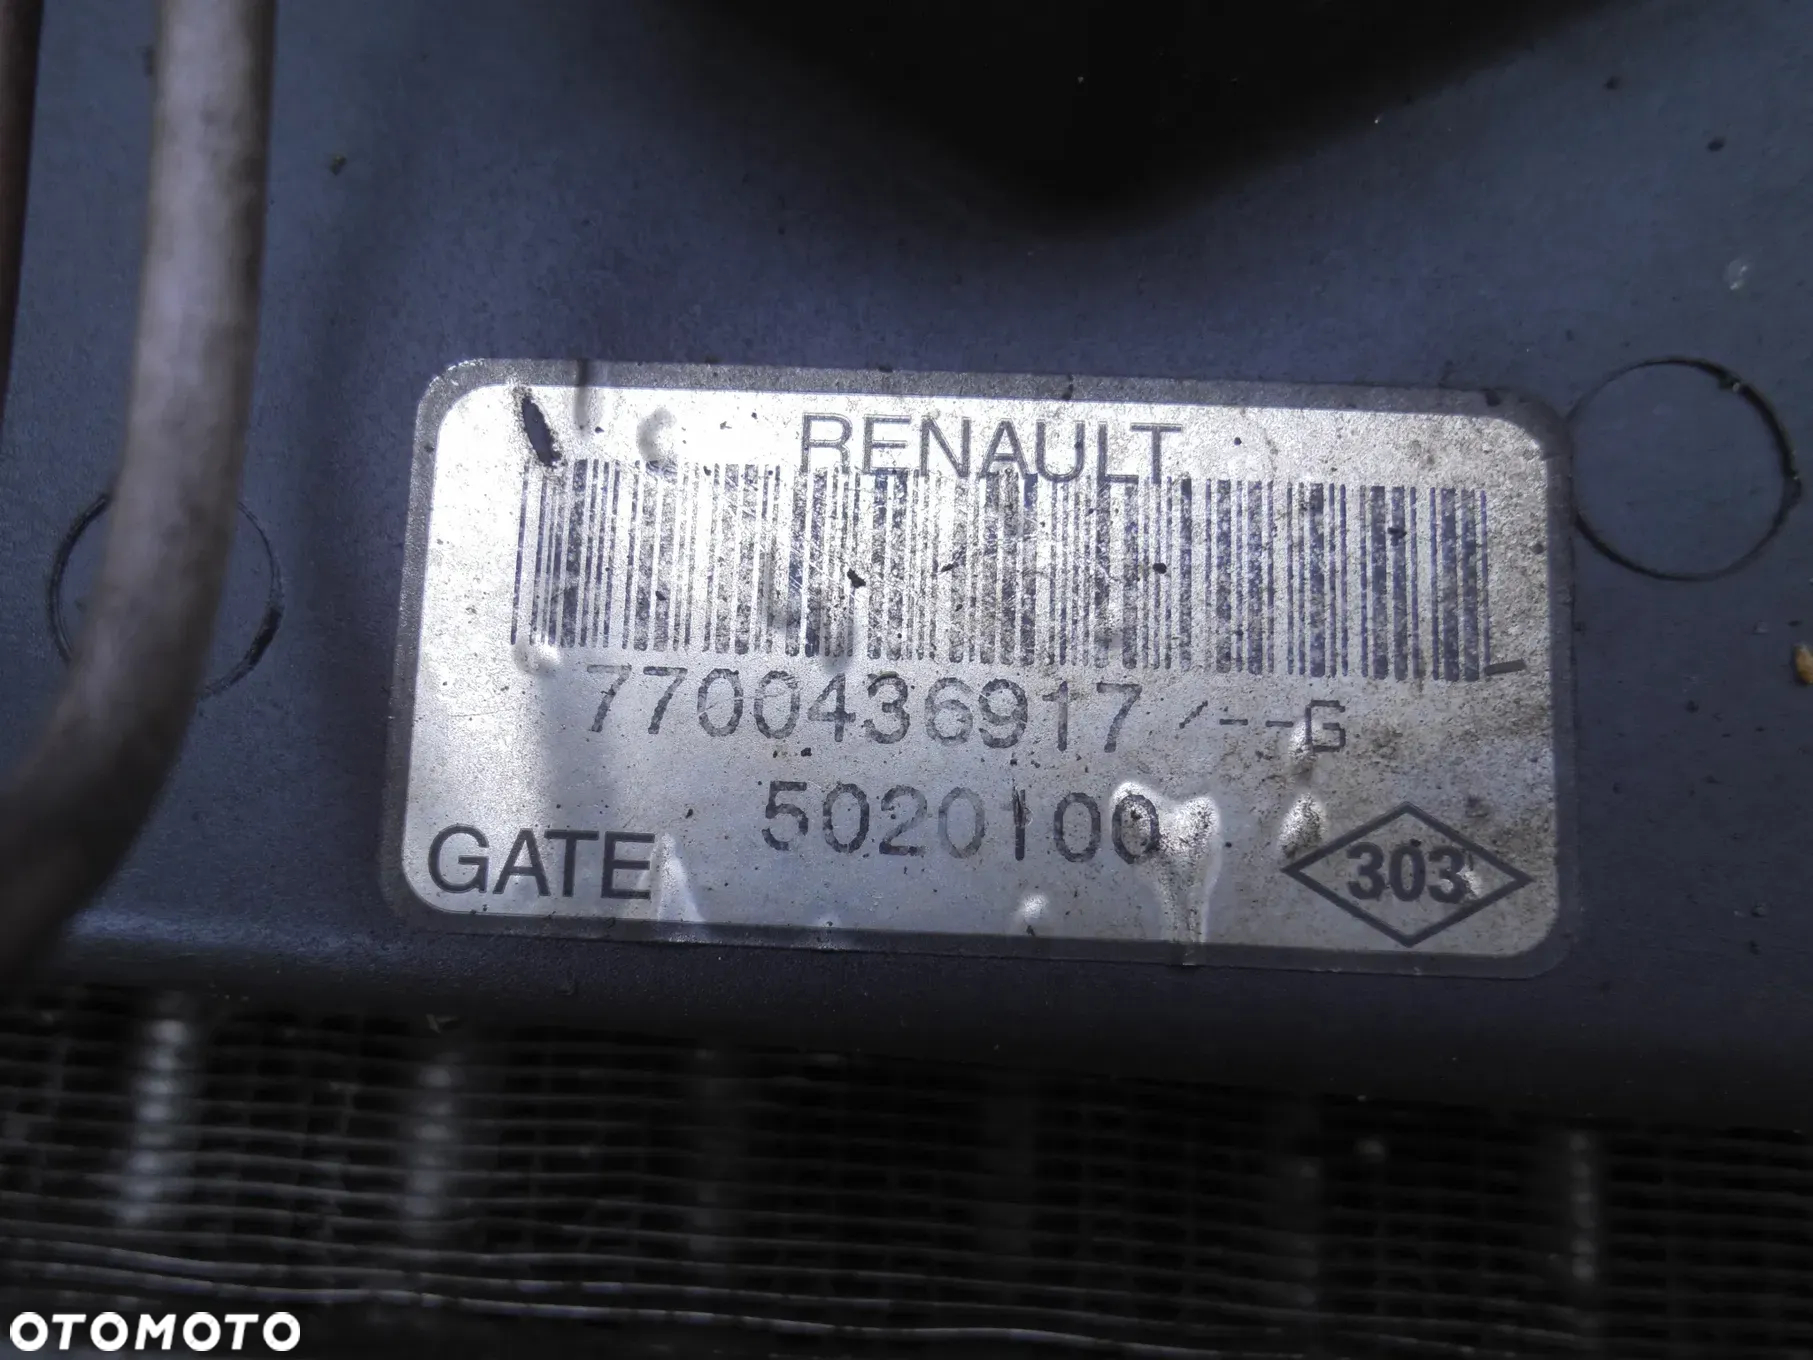 RENAULT
7700436917/--G
5020100
GATE
303
OTOMOTO